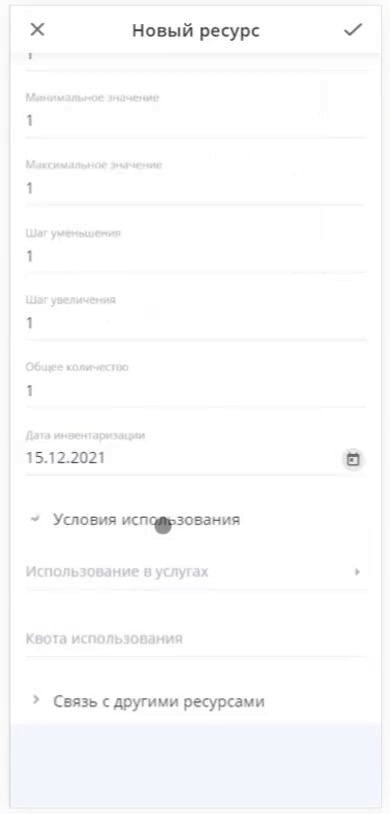 Новый ресурс
1
Минимальное значение
1
Максимальное значение
1
Шаг уменьшения
1
Шаг увеличения
1
Общее количество
1
Дата инвентаризации
15.12.2021
Условия использования
Использование в услугах
Квота использования
Связь с другими ресурсами